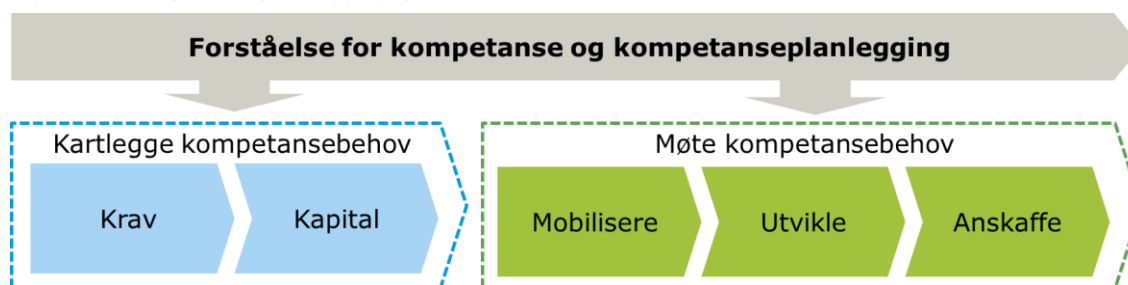 Forståelse for kompetanse og kompetanseplanlegging
Kartlegge kompetansebehov
Krav
Kapital
Møte kompetansebehov
Mobilisere
Utvikle
Anskaffe